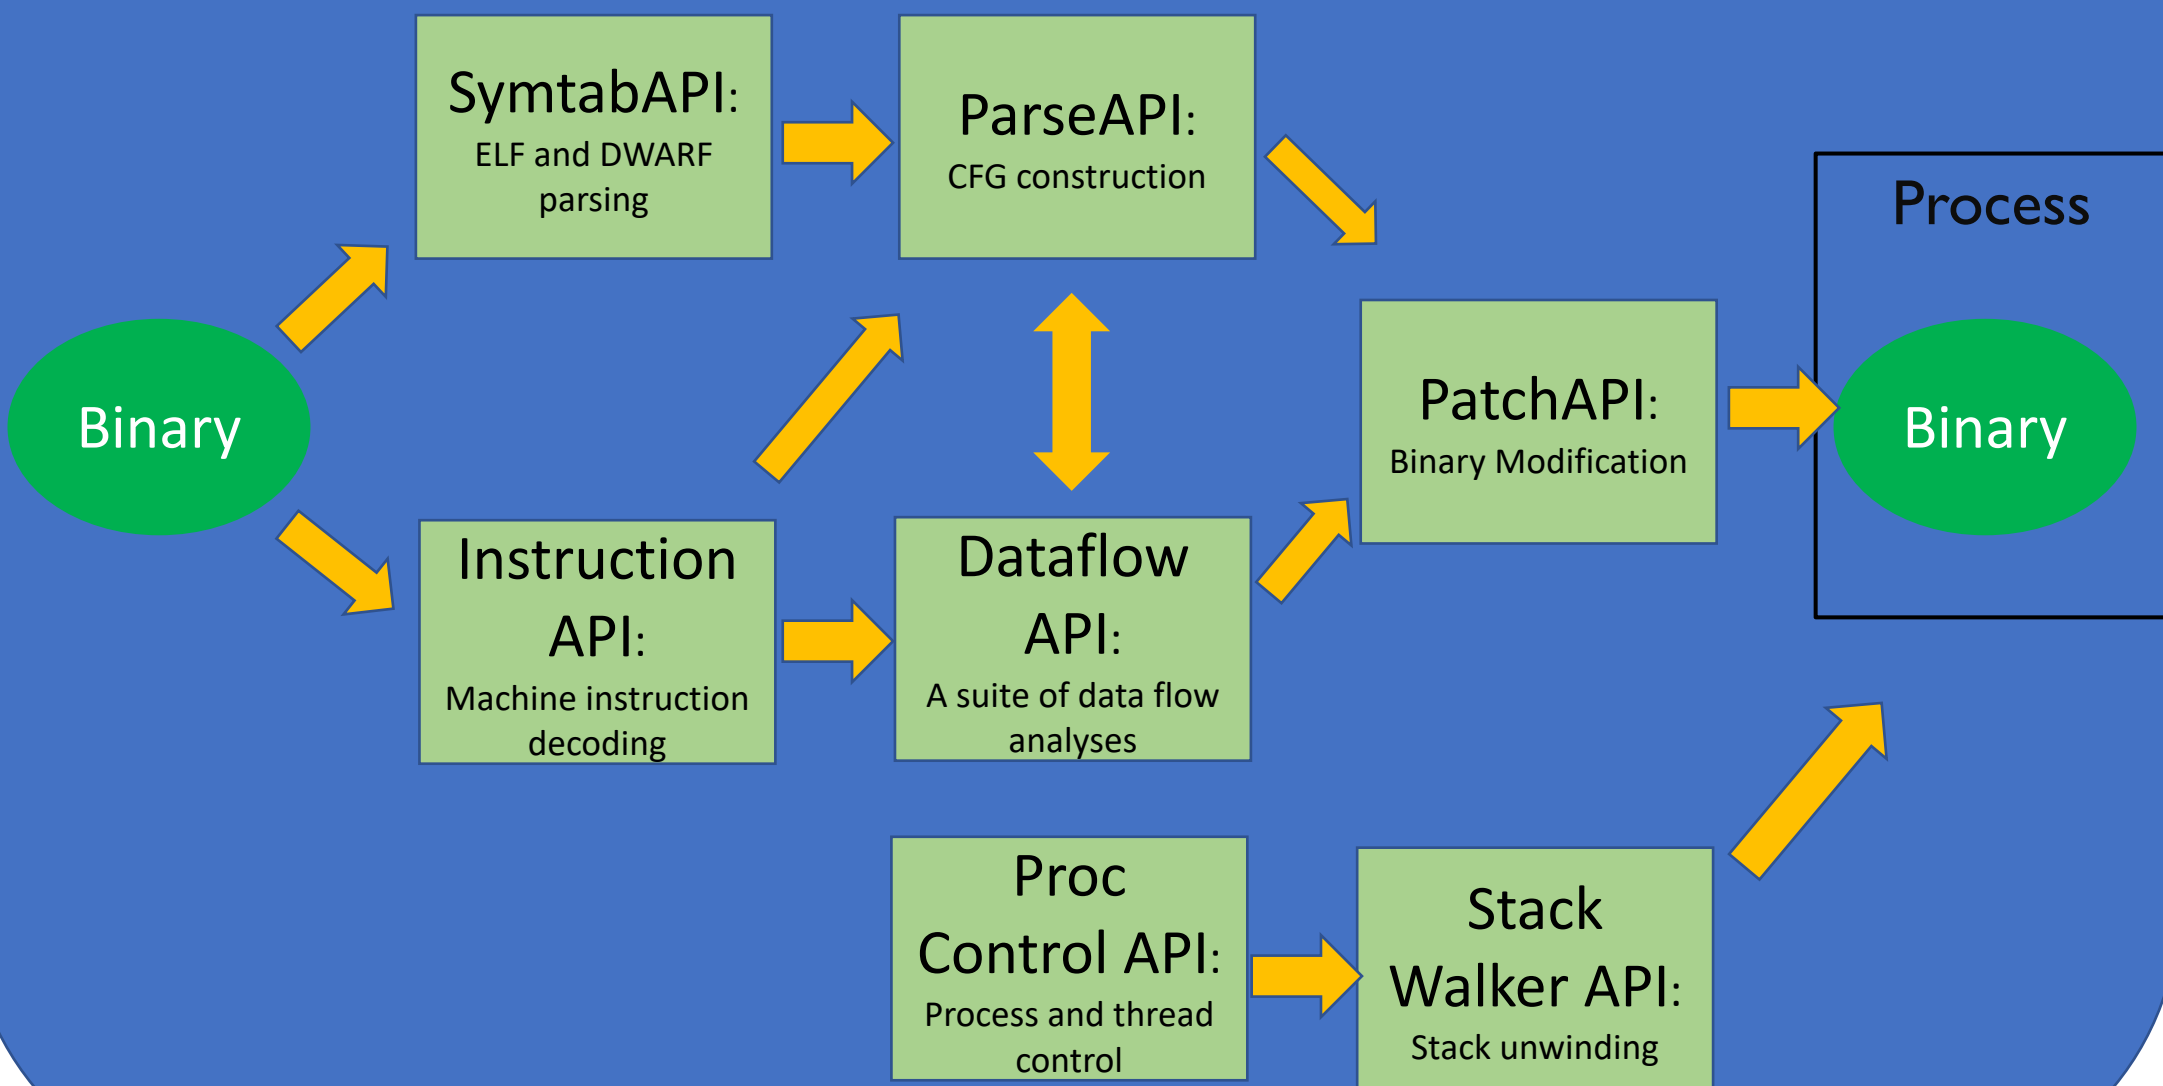 SymtabAPI:
ELF and DWARF
parsing
ParseAPI:
CFG construction
Process
Binary
PatchAPI:
Binary Modification
Binary
Instruction
API:
Machine instruction
decoding
Dataflow
API:
A suite of data flow
analyses
Proc
Control API:
Process and thread
control
Stack
Walker API:
Stack unwinding